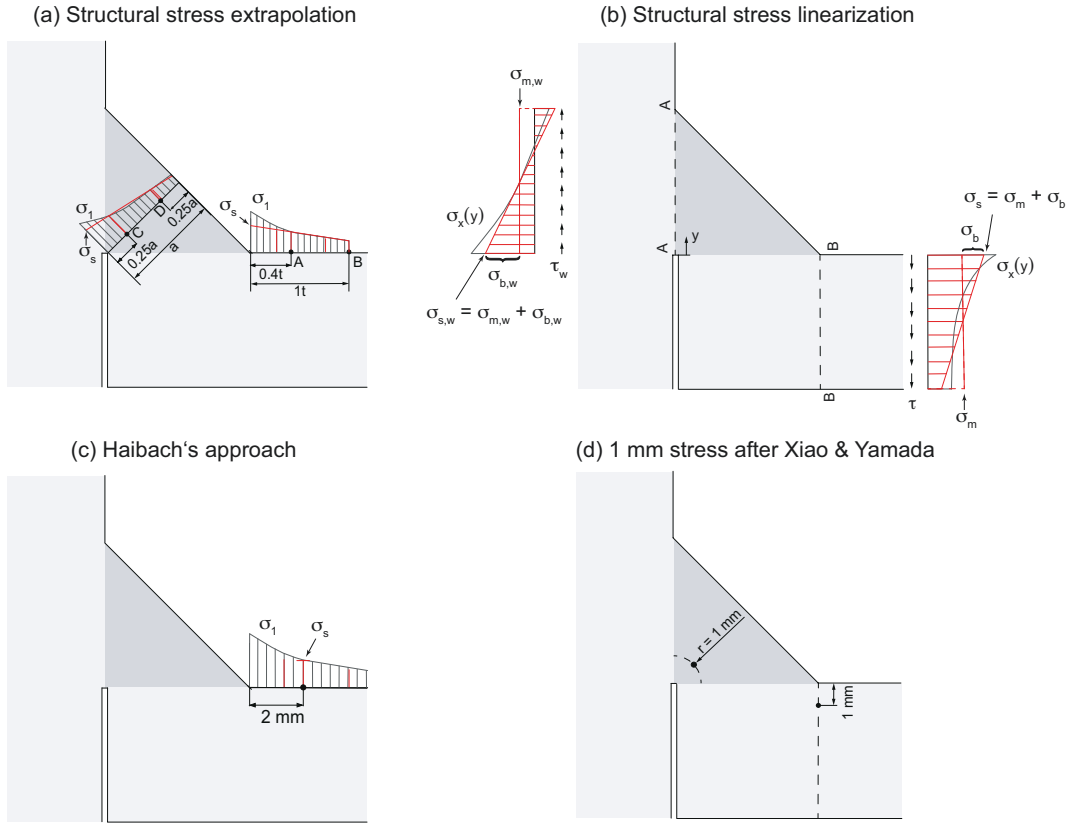 (a) Structural stress extrapolation
σ₁
σₛ
C
D
0.25a
0.25a
a
σ₁
σₛ
A
B
0.4t
1t
(b) Structural stress linearization
σm,w
σₓ(y)
σb,w
τw
σs,w = σm,w + σb,w
A
A
y
B
B
σₛ = σm + σb
σb
σₓ(y)
τ
σm
(c) Haibach‘s approach
σ₁
σₛ
2 mm
(d) 1 mm stress after Xiao & Yamada
r = 1 mm
1 mm